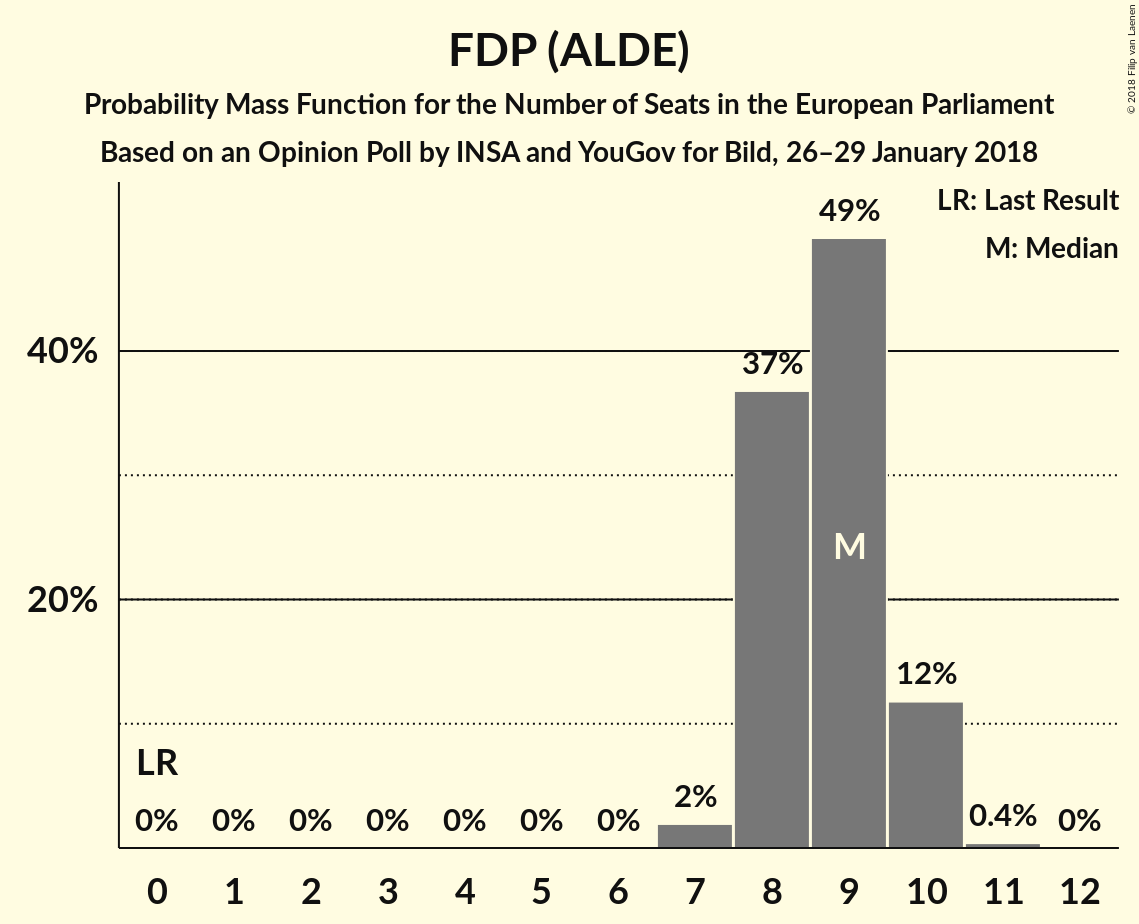 FDP (ALDE)
Probability Mass Function for the Number of Seats in the European Parliament
Based on an Opinion Poll by INSA and YouGov for Bild, 26–29 January 2018
© 2018 Filip van Laenen
LR: Last Result
M: Median
49%
40%
37%
M
20%
12%
LR
2%
0% 0% 0% 0% 0% 0% 0% 0.4% 0%
0 1 2 3 4 5 6 7 8 9 10 11 12